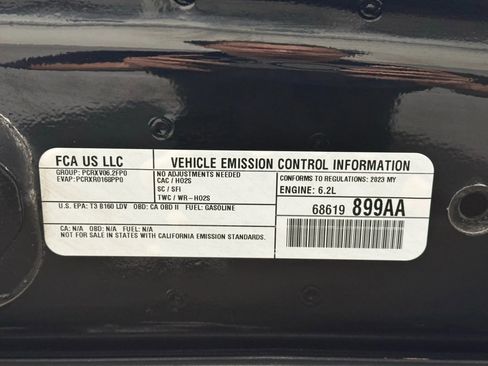 FCA US LLC
VEHICLE EMISSION CONTROL INFORMATION
GROUP: PCRXV06.2FP0
EVAP: PCRXR0168PP0
NO ADJUSTMENTS NEEDED
CAC / HO2S
SC / SFI
TWC / WR-HO2S
CONFORMS TO REGULATIONS: 2023 MY
ENGINE: 6.2L
68619 899AA
U.S. EPA: T3 B160 LDV OBD: CA OBD II FUEL: GASOLINE
CA: N/A OBD: N/A FUEL: N/A
NOT FOR SALE IN STATES WITH CALIFORNIA EMISSION STANDARDS.